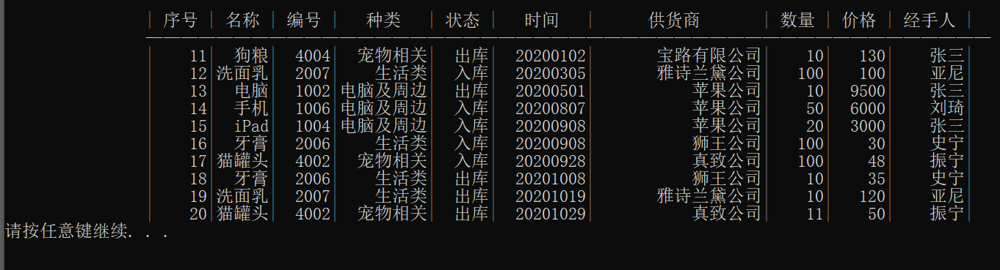 | 序号 | 名称 | 编号 | 种类 | 状态 | 时间 | 供货商 | 数量 | 价格 | 经手人 |
| 11 | 狗粮 | 4004 | 宠物相关 | 出库 | 20200102 | 宝路有限公司 | 10 | 130 | 张三 |
| 12 | 洗面乳 | 2007 | 生活类 | 入库 | 20200305 | 雅诗兰黛公司 | 100 | 100 | 亚尼 |
| 13 | 电脑 | 1002 | 电脑及周边 | 出库 | 20200501 | 苹果公司 | 10 | 9500 | 张三 |
| 14 | 手机 | 1006 | 电脑及周边 | 入库 | 20200807 | 苹果公司 | 50 | 6000 | 刘琦 |
| 15 | iPad | 1004 | 电脑及周边 | 入库 | 20200908 | 苹果公司 | 20 | 3000 | 张三 |
| 16 | 牙膏 | 2006 | 生活类 | 入库 | 20200908 | 狮王公司 | 100 | 30 | 史宁 |
| 17 | 猫罐头 | 4002 | 宠物相关 | 入库 | 20200928 | 真致公司 | 100 | 48 | 振宁 |
| 18 | 牙膏 | 2006 | 生活类 | 出库 | 20201008 | 狮王公司 | 10 | 35 | 史宁 |
| 19 | 洗面乳 | 2007 | 生活类 | 出库 | 20201019 | 雅诗兰黛公司 | 10 | 120 | 亚尼 |
| 20 | 猫罐头 | 4002 | 宠物相关 | 出库 | 20201029 | 真致公司 | 11 | 50 | 振宁 |
请按任意键继续. . .